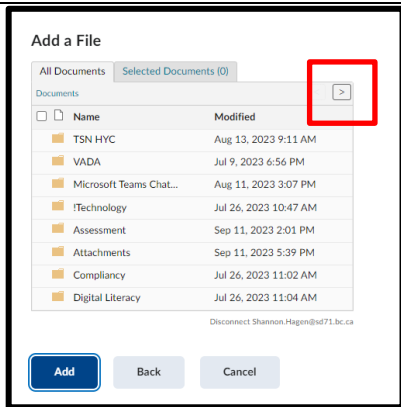 Add a File
All Documents Selected Documents (0)
Documents >
Name Modified
TSN HYC Aug 13, 2023 9:11 AM
VADA Jul 9, 2023 6:56 PM
Microsoft Teams Chat... Aug 11, 2023 3:07 PM
!Technology Jul 26, 2023 10:47 AM
Assessment Sep 11, 2023 2:01 PM
Attachments Sep 11, 2023 5:39 PM
Compliancy Jul 26, 2023 11:02 AM
Digital Literacy Jul 26, 2023 11:04 AM
Disconnect Shannon.Hagen@sd71.bc.ca
Add Back Cancel